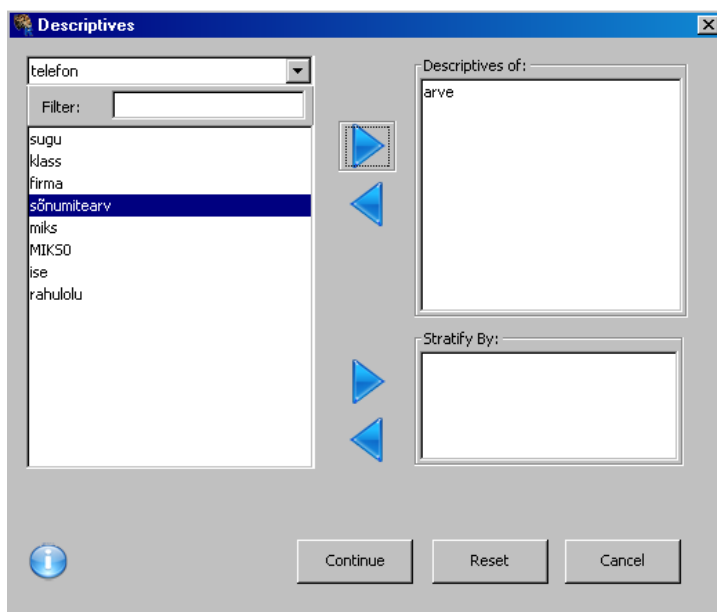 Descriptives
telefon
Filter:
sugu
klass
firma
sõnumitearv
miks
MIKS0
ise
rahulolu
Descriptives of:
arve
Stratify By:
Continue
Reset
Cancel